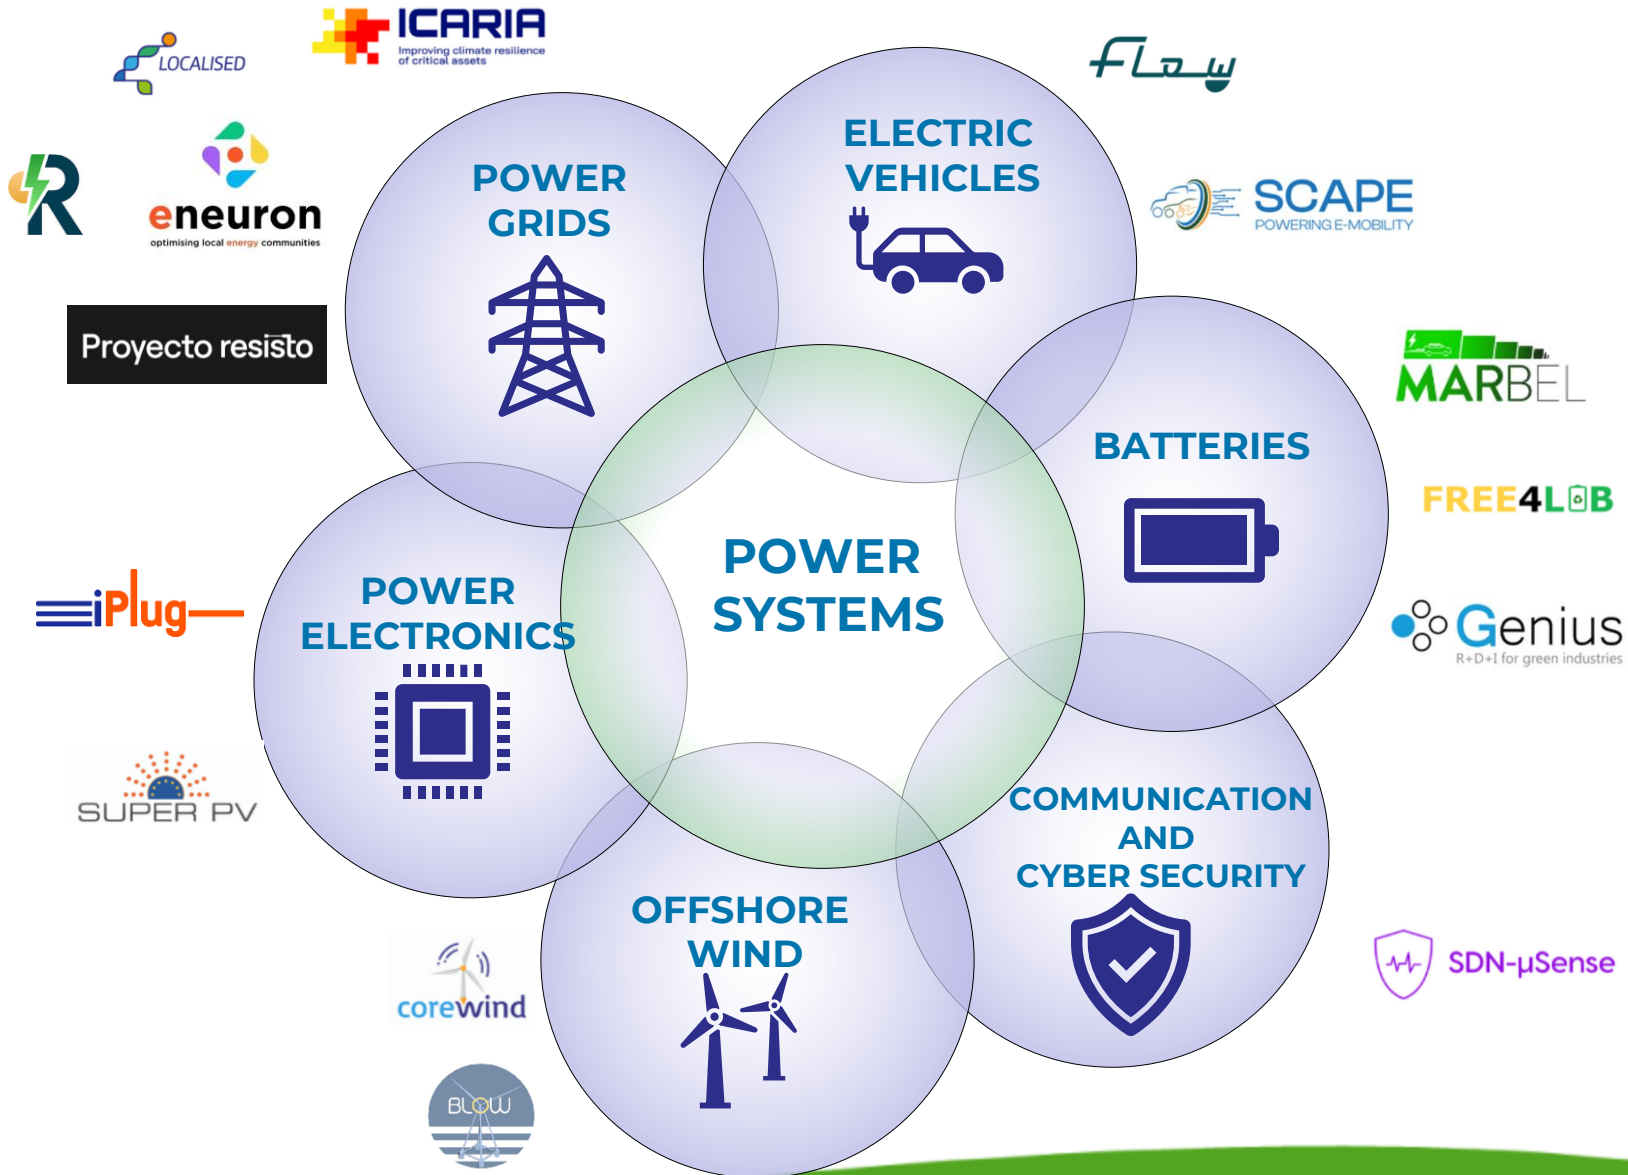 ICARIA
Improving climate resilience
of critical assets
LOCALISED
Flow
ELECTRIC
VEHICLES
POWER
GRIDS
R
eneuron
optimising local energy communities
SCAPE
POWERING E-MOBILITY
Proyecto resisto
MARBEL
BATTERIES
FREE4LIB
POWER
SYSTEMS
iPlug
POWER
ELECTRONICS
Genius
R+D+I for green industries
SUPER PV
COMMUNICATION
AND
CYBER SECURITY
OFFSHORE
WIND
corewind
SDN-µSense
BLOW